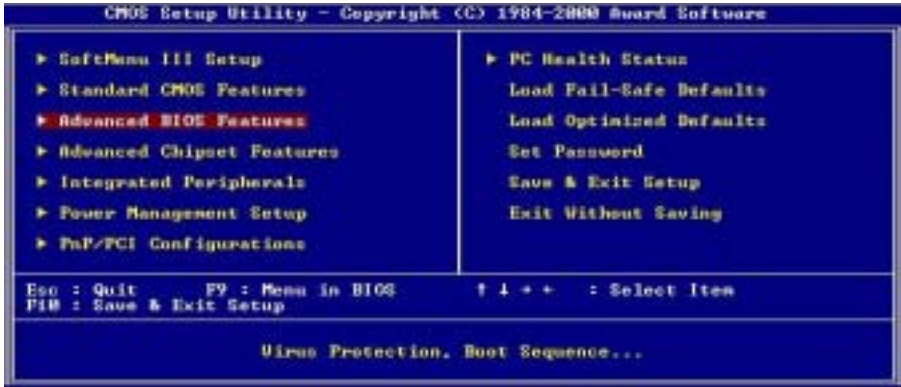 CMOS Setup Utility - Copyright (C) 1984-2000 Award Software
▶ SoftMenu III Setup
▶ Standard CMOS Features
▶ Advanced BIOS Features
▶ Advanced Chipset Features
▶ Integrated Peripherals
▶ Power Management Setup
▶ PnP/PCI Configurations
▶ PC Health Status
Load Fail-Safe Defaults
Load Optimized Defaults
Set Password
Save & Exit Setup
Exit Without Saving
Esc : Quit F9 : Menu in BIOS ↑ ↓ → ← : Select Item
F10 : Save & Exit Setup
Virus Protection, Boot Sequence...